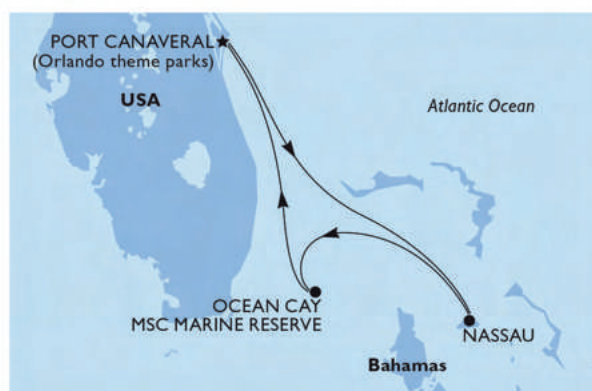 PORT CANAVERAL
(Orlando theme parks)
USA
Atlantic Ocean
OCEAN CAY
MSC MARINE RESERVE
NASSAU
Bahamas